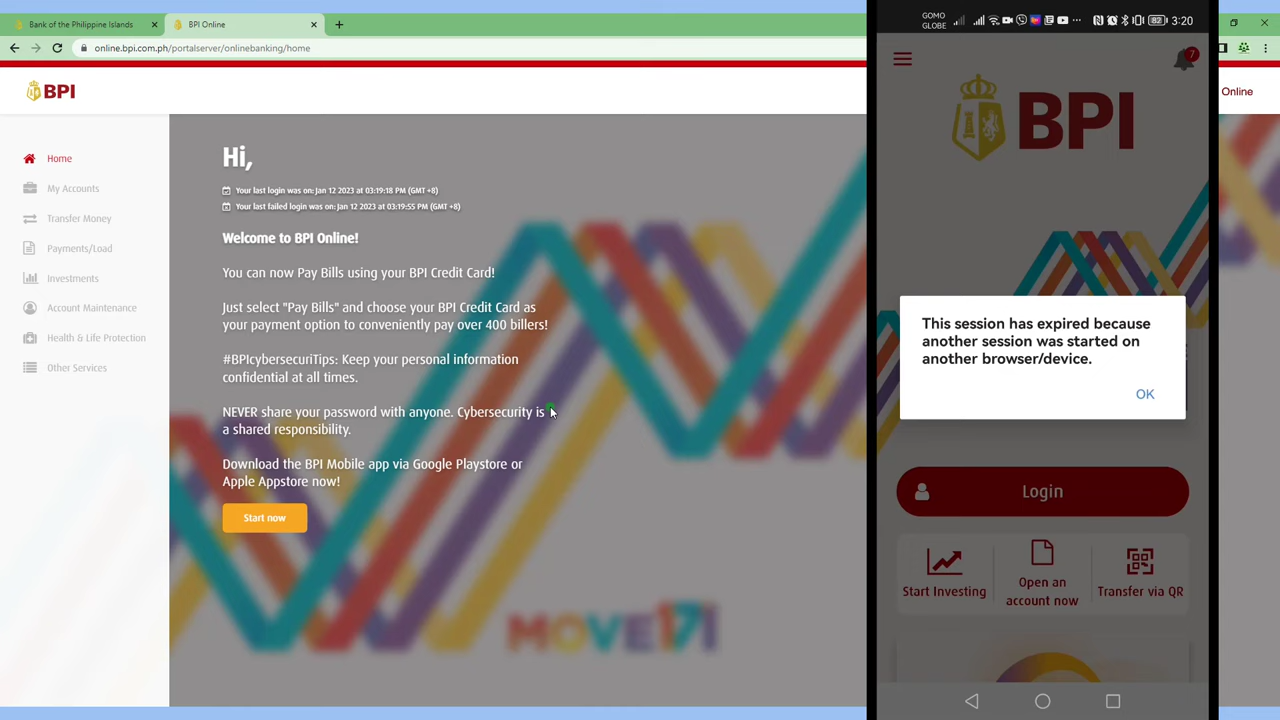 Bank of the Philippine Islands
BPI Online
online.bpi.com.ph/portalserver/onlinebanking/home
BPI
Online
Home
My Accounts
Transfer Money
Payments/Load
Investments
Account Maintenance
Health & Life Protection
Other Services
Hi,
Your last login was on: Jan 12 2023 at 03:19:18 PM (GMT +8)
Your last failed login was on: Jan 12 2023 at 03:19:55 PM (GMT +8)
Welcome to BPI Online!
You can now Pay Bills using your BPI Credit Card!
Just select "Pay Bills" and choose your BPI Credit Card as
your payment option to conveniently pay over 400 billers!
#BPIcybersecuriTips: Keep your personal information
confidential at all times.
NEVER share your password with anyone. Cybersecurity is
a shared responsibility.
Download the BPI Mobile app via Google Playstore or
Apple Appstore now!
Start now
MOVE171
GOMO
GLOBE
82
3:20
7
BPI
This session has expired because
another session was started on
another browser/device.
OK
Login
Start Investing
Open an
account now
Transfer via QR